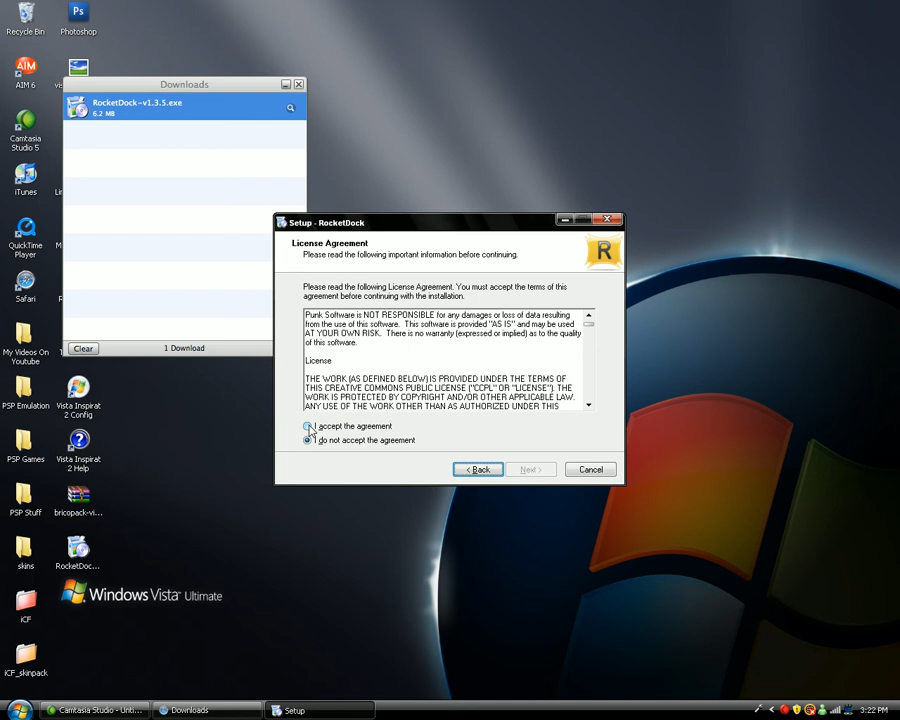 Recycle Bin
Photoshop
AIM 6
Camtasia
Studio 5
iTunes
QuickTime
Player
Safari
My Videos On
Youtube
PSP Emulation
Vista Inspirat
2 Config
PSP Games
Vista Inspirat
2 Help
PSP Stuff
bricopack-vi...
skins
RocketDoc...
iCF
iCF_skinpack
Downloads
RocketDock-v1.3.5.exe
6.2 MB
Clear
1 Download
Setup - RocketDock
License Agreement
Please read the following important information before continuing.
Please read the following License Agreement. You must accept the terms of this
agreement before continuing with the installation.
Punk Software is NOT RESPONSIBLE for any damages or loss of data resulting
from the use of this software. This software is provided "AS IS" and may be used
AT YOUR OWN RISK. There is no warranty (expressed or implied) as to the quality
of this software.
License
THE WORK (AS DEFINED BELOW) IS PROVIDED UNDER THE TERMS OF
THIS CREATIVE COMMONS PUBLIC LICENSE ("CCPL" OR "LICENSE"). THE
WORK IS PROTECTED BY COPYRIGHT AND/OR OTHER APPLICABLE LAW.
ANY USE OF THE WORK OTHER THAN AS AUTHORIZED UNDER THIS
I accept the agreement
I do not accept the agreement
< Back
Next >
Cancel
Windows Vista Ultimate
Camtasia Studio - Unti...
Downloads
Setup
3:22 PM